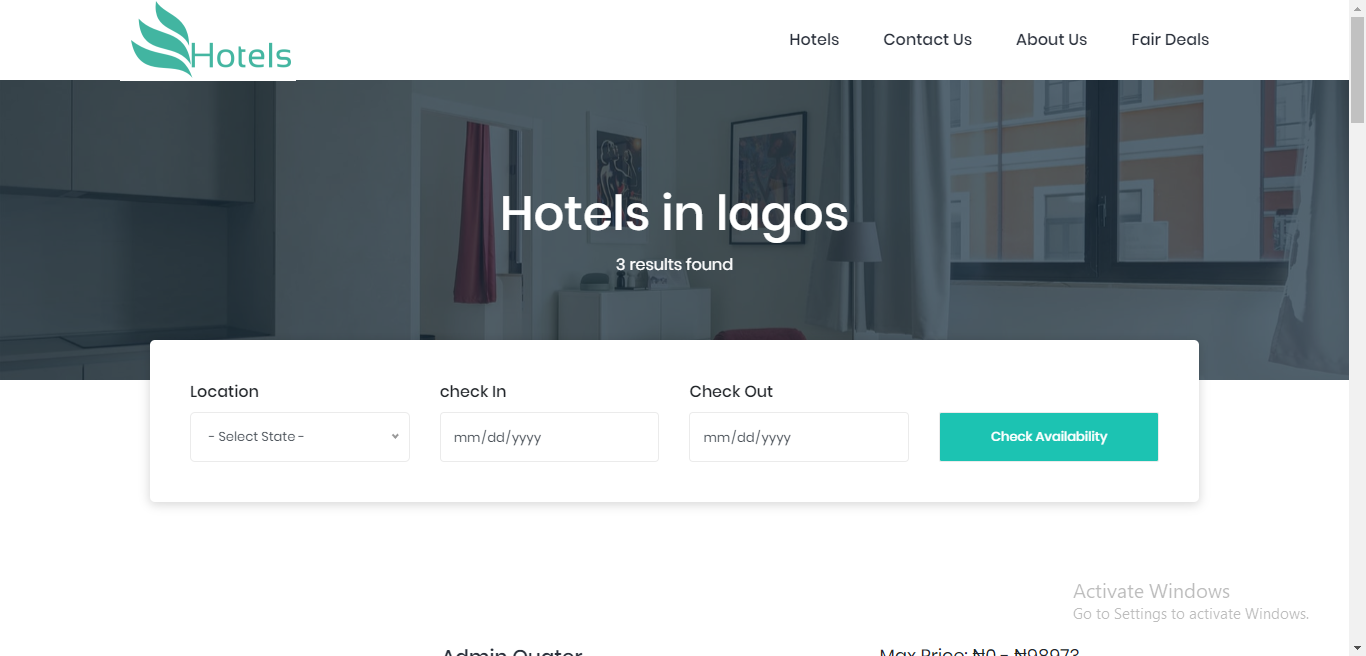 Hotels
Hotels Contact Us About Us Fair Deals
Hotels in lagos
3 results found
Location check In Check Out
- Select State - mm/dd/yyyy mm/dd/yyyy Check Availability
Activate Windows
Go to Settings to activate Windows.
Admin Quater Max Price: ₦0 - ₦98973